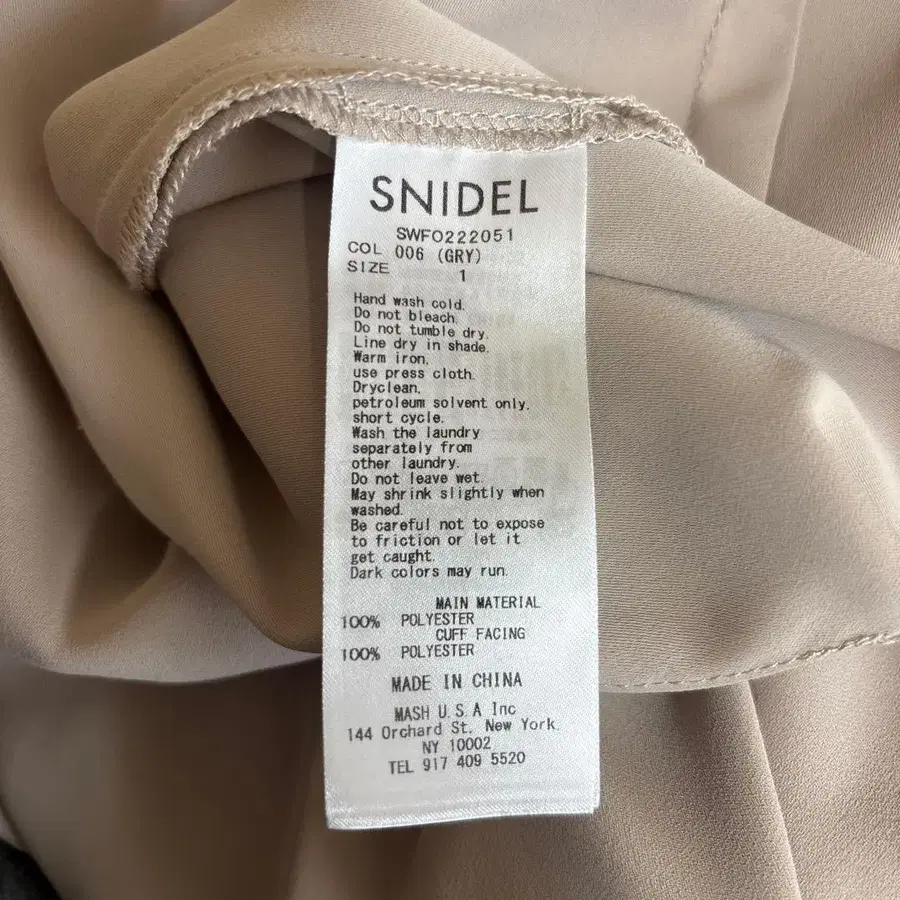 SNIDEL
SWFO222051
COL 006 (GRY)
SIZE 1
Hand wash cold.
Do not bleach.
Do not tumble dry.
Line dry in shade.
Warm iron,
use press cloth.
Dryclean,
petroleum solvent only.
short cycle.
Wash the laundry
separately from
other laundry.
Do not leave wet.
May shrink slightly when
washed.
Be careful not to expose
to friction or let it
get caught.
Dark colors may run.
MAIN MATERIAL
100% POLYESTER
CUFF FACING
100% POLYESTER
MADE IN CHINA
MASH U.S.A Inc
144 Orchard St. New York.
NY 10002
TEL 917 409 5520